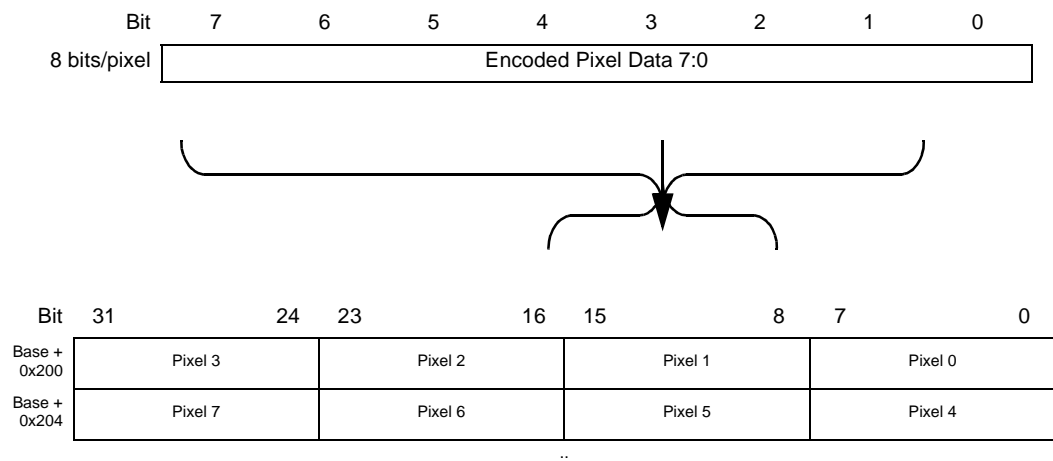 Bit 7 6 5 4 3 2 1 0
8 bits/pixel Encoded Pixel Data 7:0
Bit 31 24 23 16 15 8 7 0
Base + 0x200 Pixel 3 Pixel 2 Pixel 1 Pixel 0
Base + 0x204 Pixel 7 Pixel 6 Pixel 5 Pixel 4